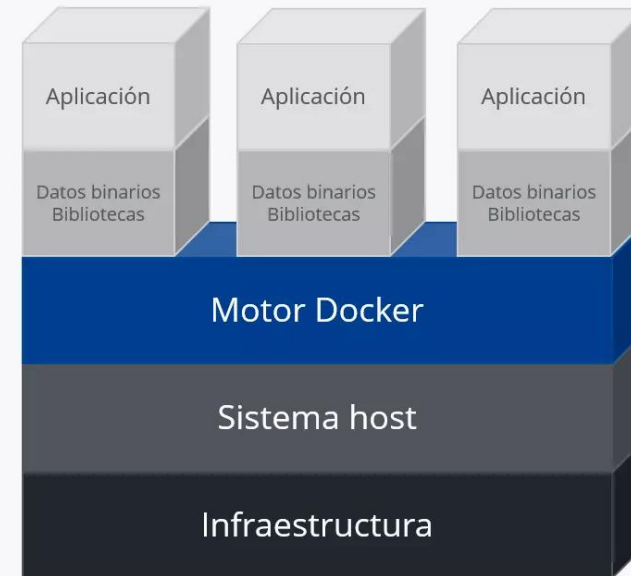 Aplicación
Aplicación
Aplicación
Datos binarios
Bibliotecas
Datos binarios
Bibliotecas
Datos binarios
Bibliotecas
Motor Docker
Sistema host
Infraestructura